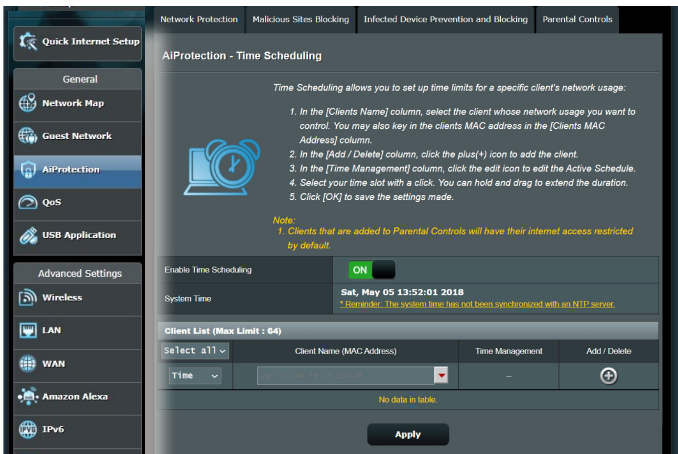 Network Protection
Malicious Sites Blocking
Infected Device Prevention and Blocking
Parental Controls
Quick Internet Setup
General
Network Map
Guest Network
AiProtection
QoS
USB Application
Advanced Settings
Wireless
LAN
WAN
Amazon Alexa
IPv6
AiProtection - Time Scheduling
Time Scheduling allows you to set up time limits for a specific client's network usage:
1. In the [Clients Name] column, select the client whose network usage you want to
control. You may also key in the clients MAC address in the [Clients MAC
Address] column.
2. In the [Add / Delete] column, click the plus(+) icon to add the client.
3. In the [Time Management] column, click the edit icon to edit the Active Schedule.
4. Select your time slot with a click. You can hold and drag to extend the duration.
5. Click [OK] to save the settings made.
Note:
1. Clients that are added to Parental Controls will have their internet access restricted
by default.
Enable Time Scheduling
ON
System Time
Sat, May 05 13:52:01 2018
* Reminder: The system time has not been synchronized with an NTP server.
Client List (Max Limit : 64)
Select all
Client Name (MAC Address)
Time Management
Add / Delete
Time
–
No data in table.
Apply